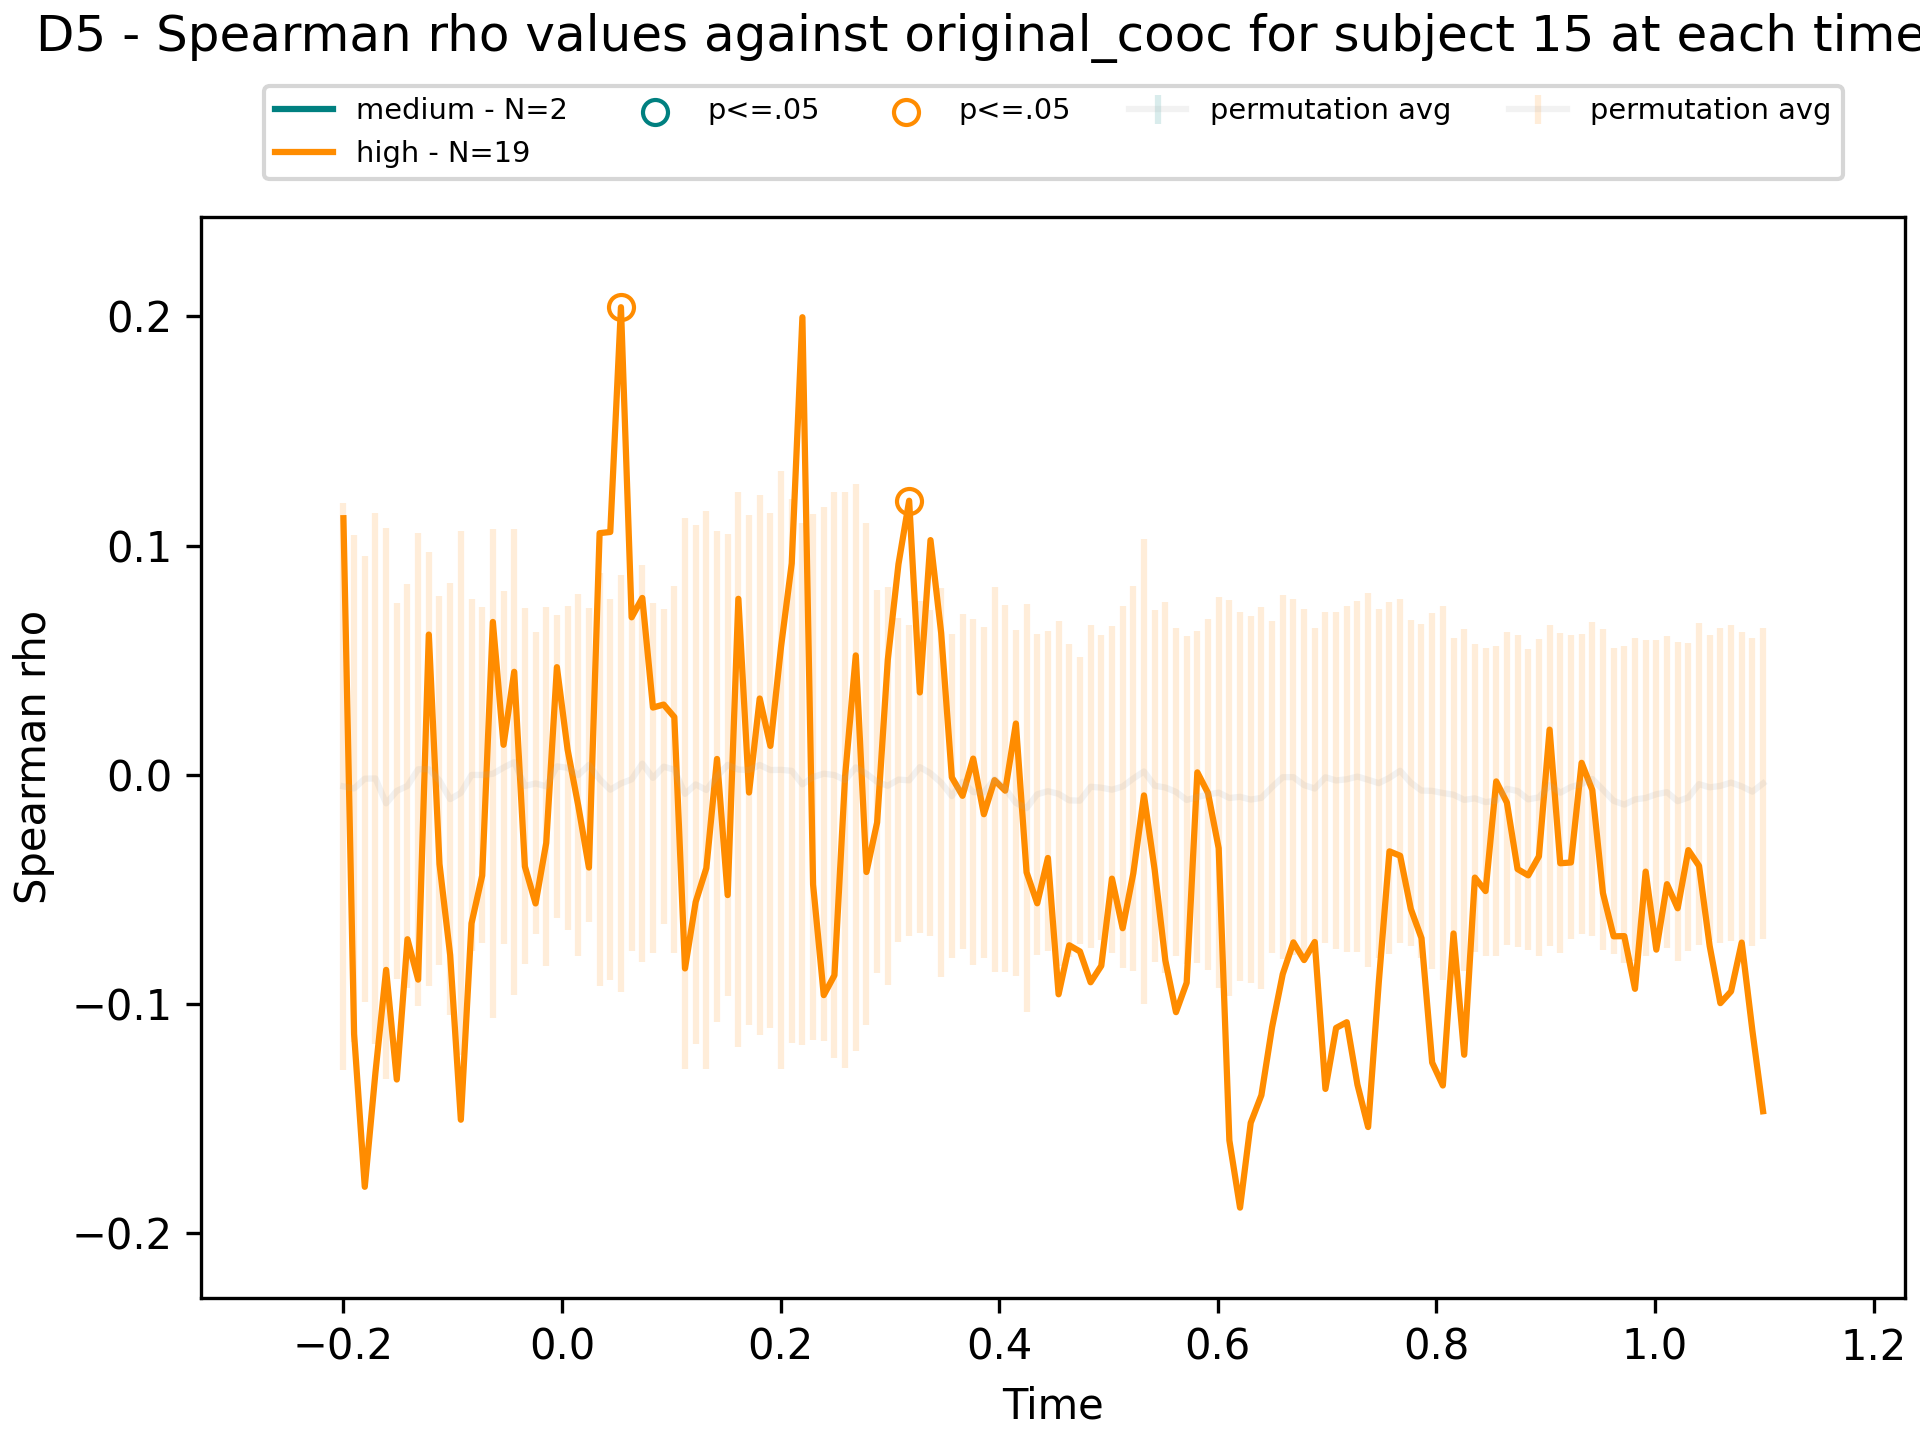 D5 - Spearman rho values against original_cooc for subject 15 at each time
medium - N=2 p<=.05 p<=.05 permutation avg permutation avg
high - N=19
0.2
0.1
0.0
−0.1
−0.2
Spearman rho
−0.2 0.0 0.2 0.4 0.6 0.8 1.0 1.2
Time